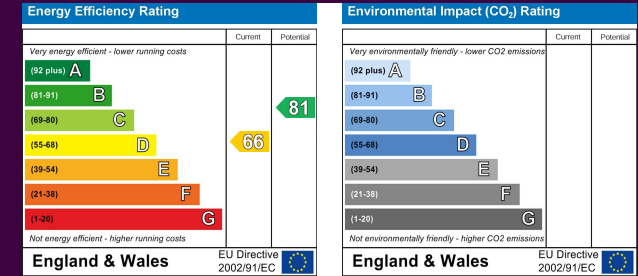 Energy Efficiency Rating
Current Potential
Very energy efficient - lower running costs
(92 plus) A
(81-91) B
(69-80) C
(55-68) D
(39-54) E
(21-38) F
(1-20) G
66
81
Not energy efficient - higher running costs
England & Wales
EU Directive
2002/91/EC
Environmental Impact (CO₂) Rating
Current Potential
Very environmentally friendly - lower CO2 emissions
(92 plus) A
(81-91) B
(69-80) C
(55-68) D
(39-54) E
(21-38) F
(1-20) G
Not environmentally friendly - higher CO2 emissions
England & Wales
EU Directive
2002/91/EC